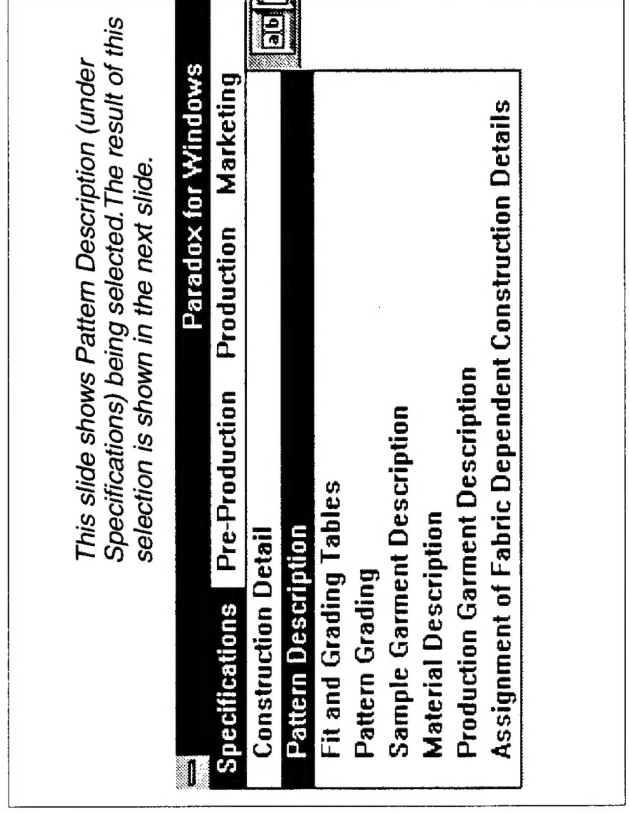 This slide shows Pattern Description (under
Specifications) being selected.The result of this
selection is shown in the next slide.
Paradox for Windows
Specifications Pre-Production Production Marketing
Construction Detail
Pattern Description
Fit and Grading Tables
Pattern Grading
Sample Garment Description
Material Description
Production Garment Description
Assignment of Fabric Dependent Construction Details
ab